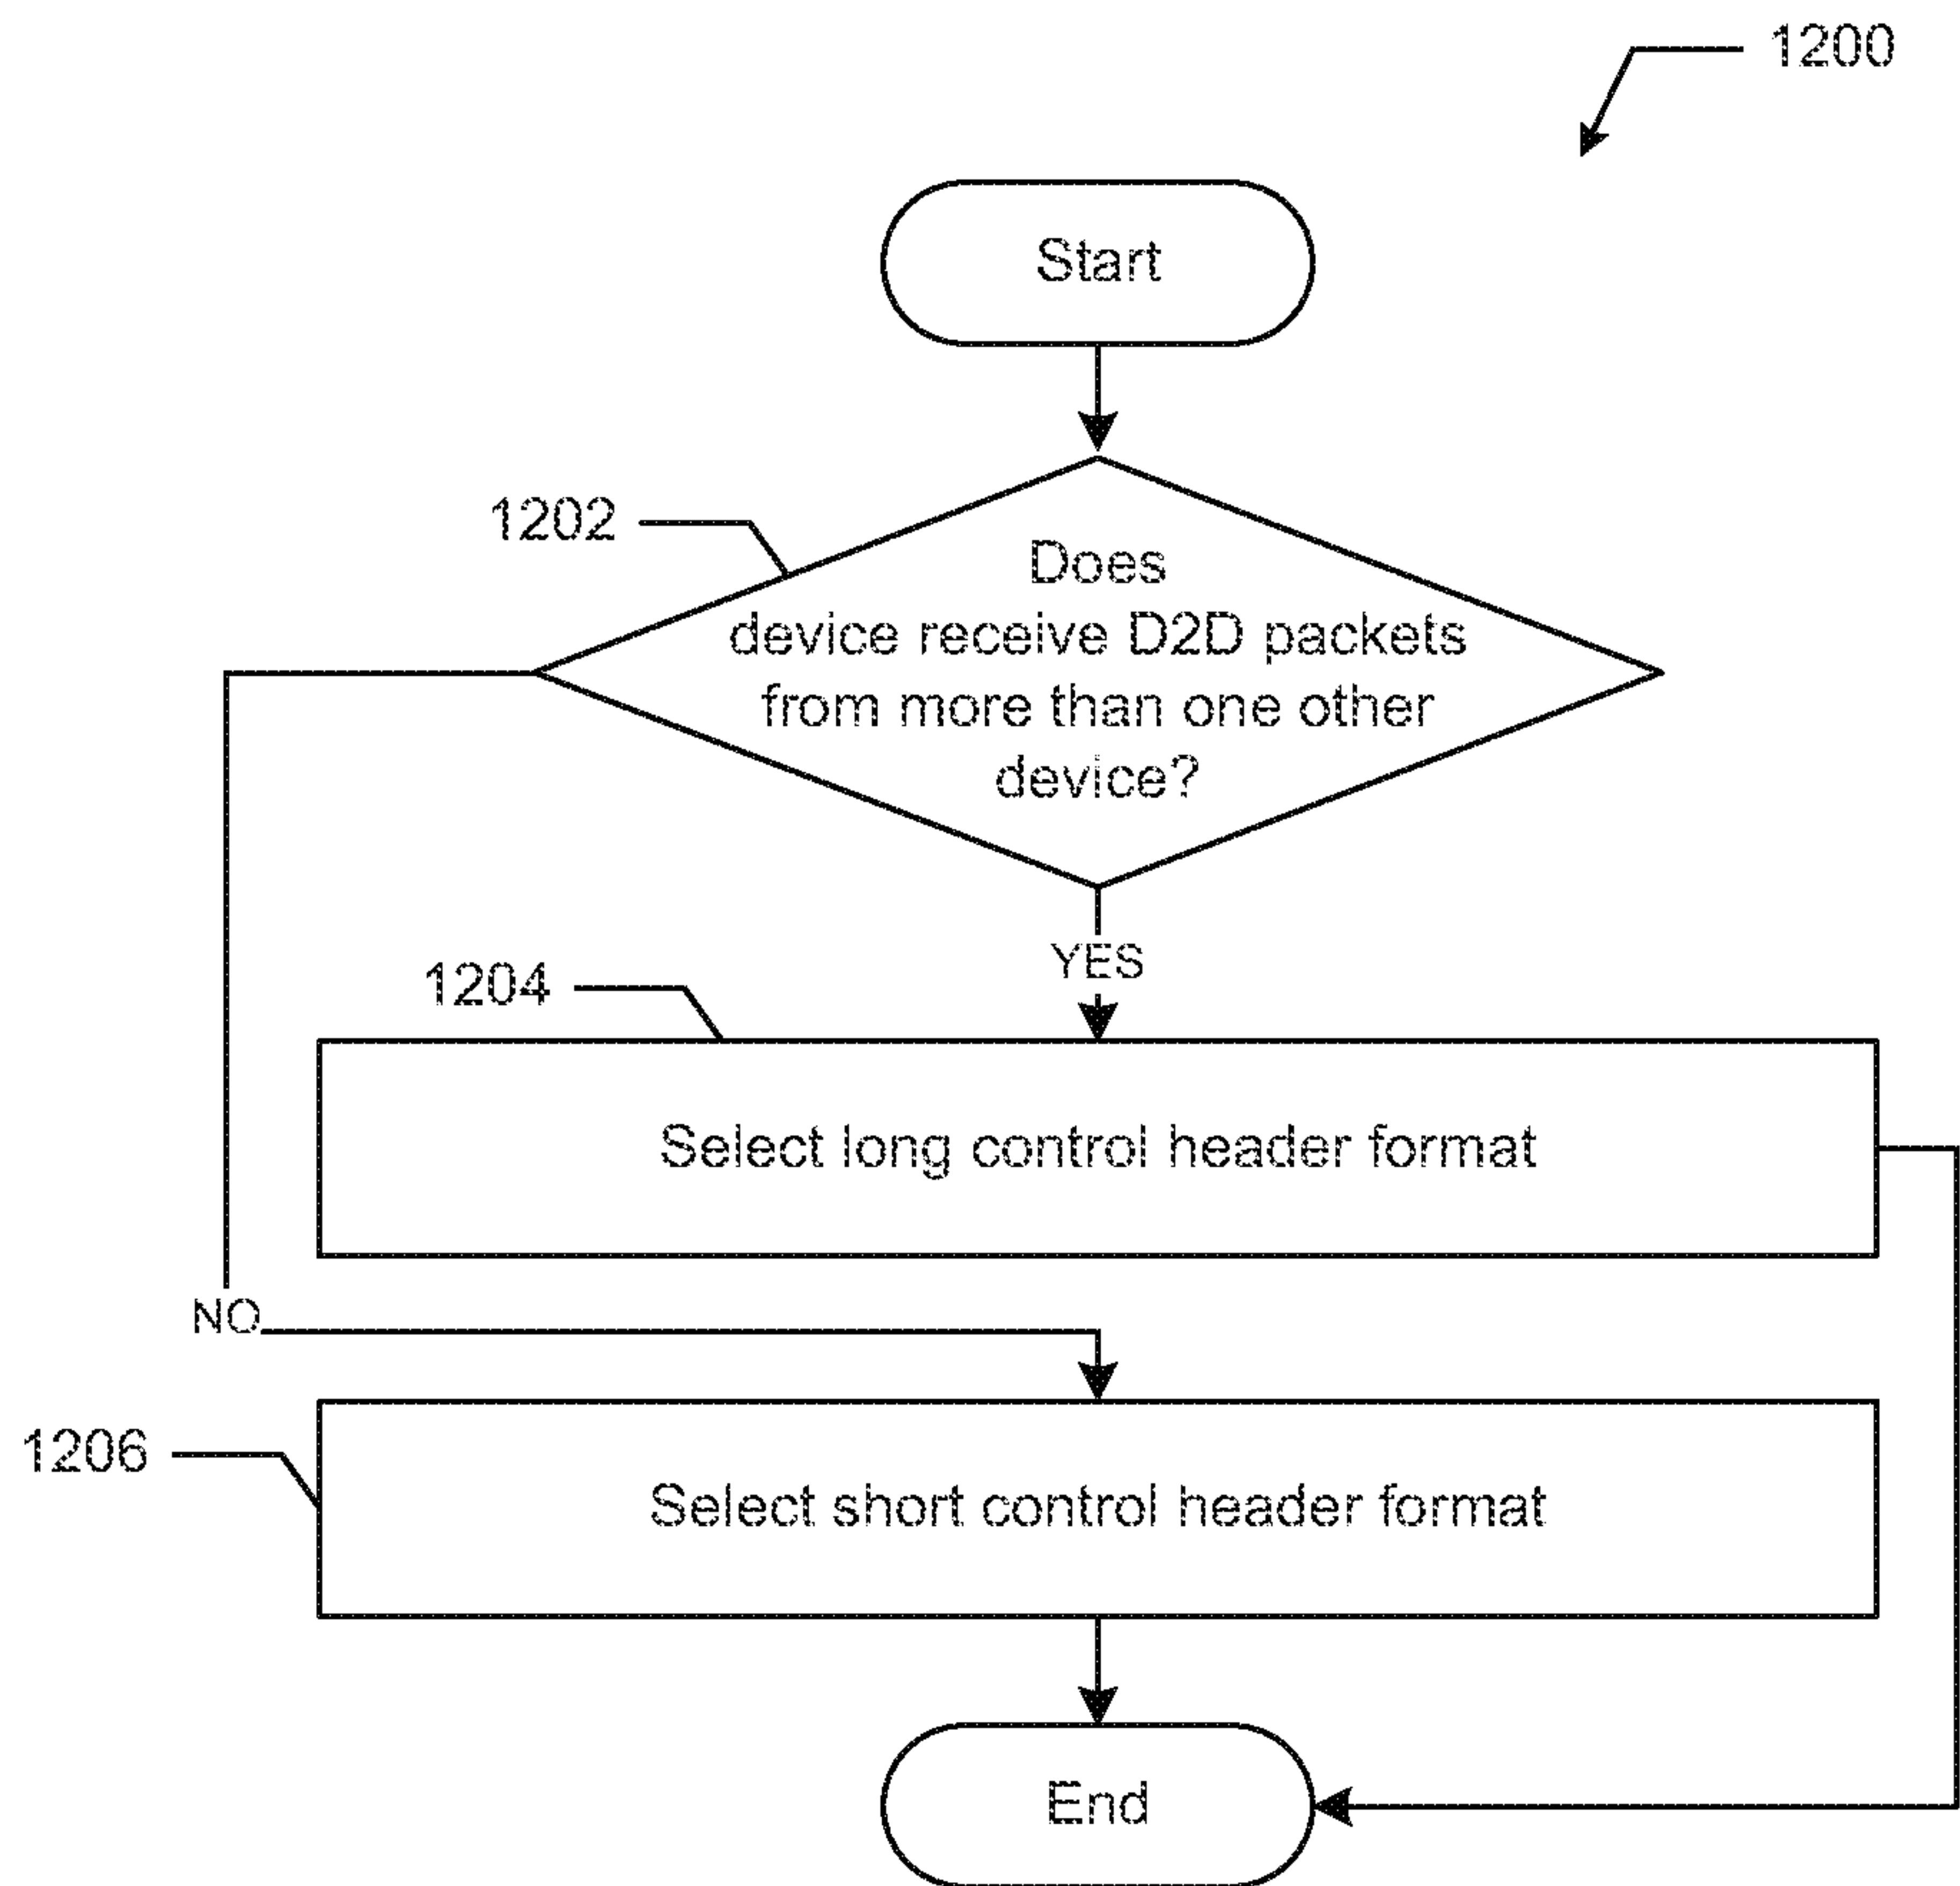 1200
Start
1202
Does
device receive D2D packets
from more than one other
device?
YES
1204
Select long control header format
NO
1206
Select short control header format
End